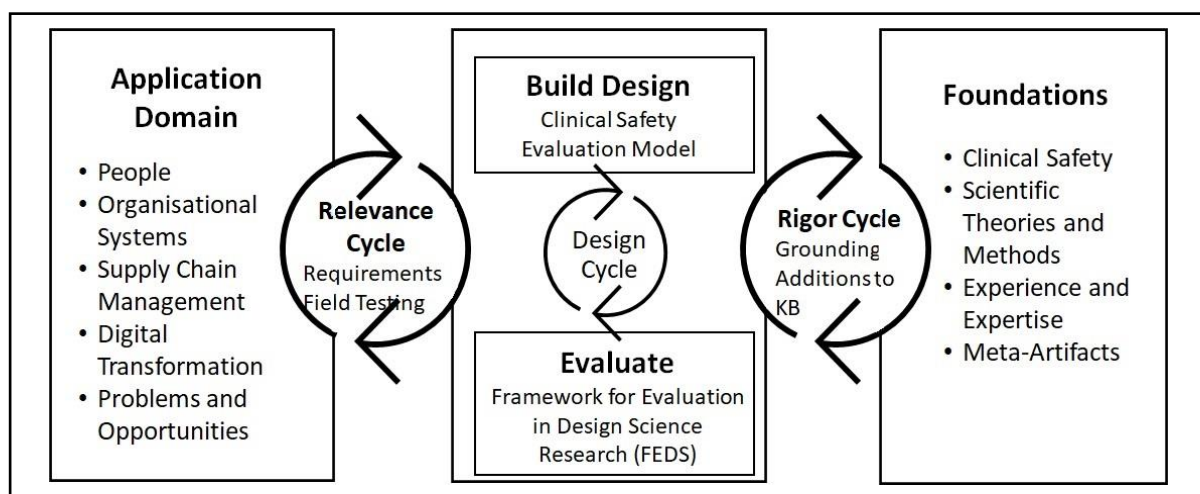 Application
Domain
• People
• Organisational
Systems
• Supply Chain
Management
• Digital
Transformation
• Problems and
Opportunities
Relevance
Cycle
Requirements
Field Testing
Build Design
Clinical Safety
Evaluation Model
Design
Cycle
Evaluate
Framework for Evaluation
in Design Science
Research (FEDS)
Rigor Cycle
Grounding
Additions to
KB
Foundations
• Clinical Safety
• Scientific
Theories and
Methods
• Experience and
Expertise
• Meta-Artifacts